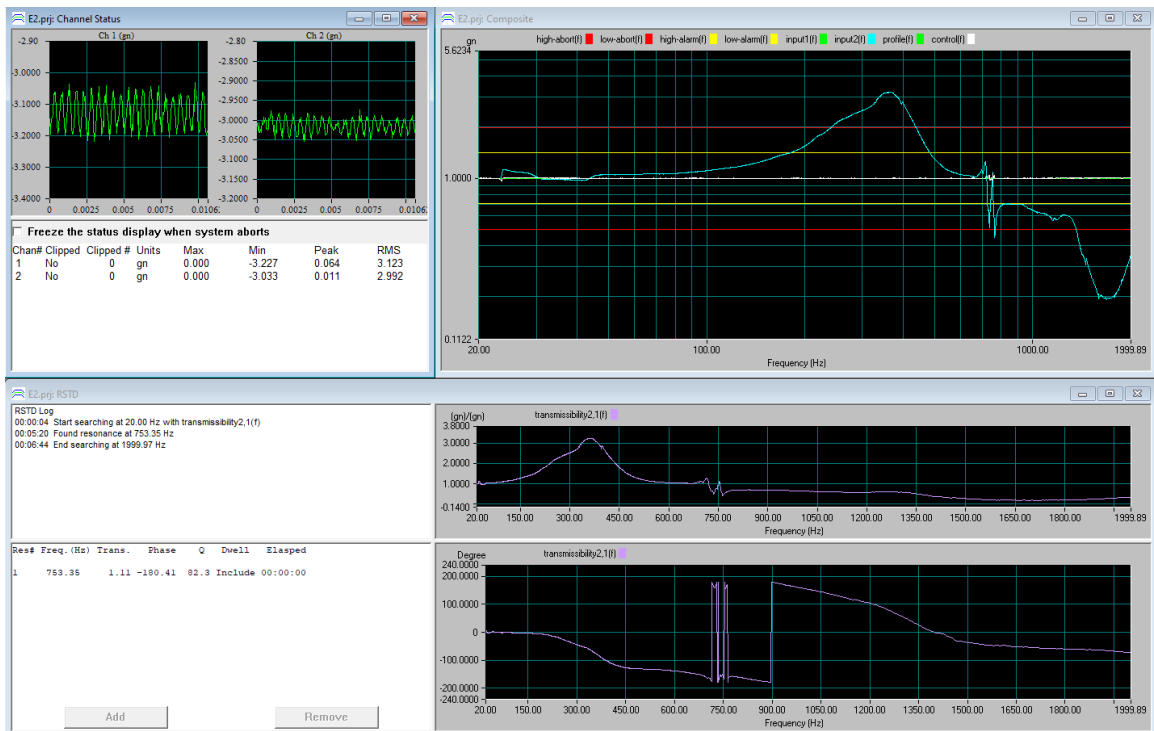 E2.prj: Channel Status
Ch 1 (gn)
-2.90
-3.0000
-3.1000
-3.2000
-3.3000
-3.4000
0 0.0025 0.005 0.0075 0.0106
Ch 2 (gn)
-2.80
-2.8500
-2.9000
-2.9500
-3.0000
-3.0500
-3.1000
-3.1500
-3.2000
0 0.0025 0.005 0.0075 0.0106
Freeze the status display when system aborts
Chan# Clipped Clipped # Units Max Min Peak RMS
1 No 0 gn 0.000 -3.227 0.064 3.123
2 No 0 gn 0.000 -3.033 0.011 2.992
E2.prj: Composite
gn high-abort(f) low-abort(f) high-alarm(f) low-alarm(f) input1(f) input2(f) profile(f) control(f)
5.6234
1.0000
0.1122
20.00 100.00 1000.00 1999.89
Frequency (Hz)
E2.prj: RSTD
RSTD Log
00:00:04 Start searching at 20.00 Hz with transmissibility2,1(f)
00:05:20 Found resonance at 753.35 Hz
00:06:44 End searching at 1999.97 Hz
(gn)/(gn) transmissibility2,1(f)
3.8000
3.0000
2.0000
1.0000
-0.1400
20.00 150.00 300.00 450.00 600.00 750.00 900.00 1050.00 1200.00 1350.00 1500.00 1650.00 1800.00 1999.89
Frequency (Hz)
Res# Freq.(Hz) Trans. Phase Q Dwell Elasped
1 753.35 1.11 -180.41 82.3 Include 00:00:00
Add Remove
Degree transmissibility2,1(f)
240.0000
200.0000
100.0000
0
-100.0000
-200.0000
-240.0000
20.00 150.00 300.00 450.00 600.00 750.00 900.00 1050.00 1200.00 1350.00 1500.00 1650.00 1800.00 1999.89
Frequency (Hz)